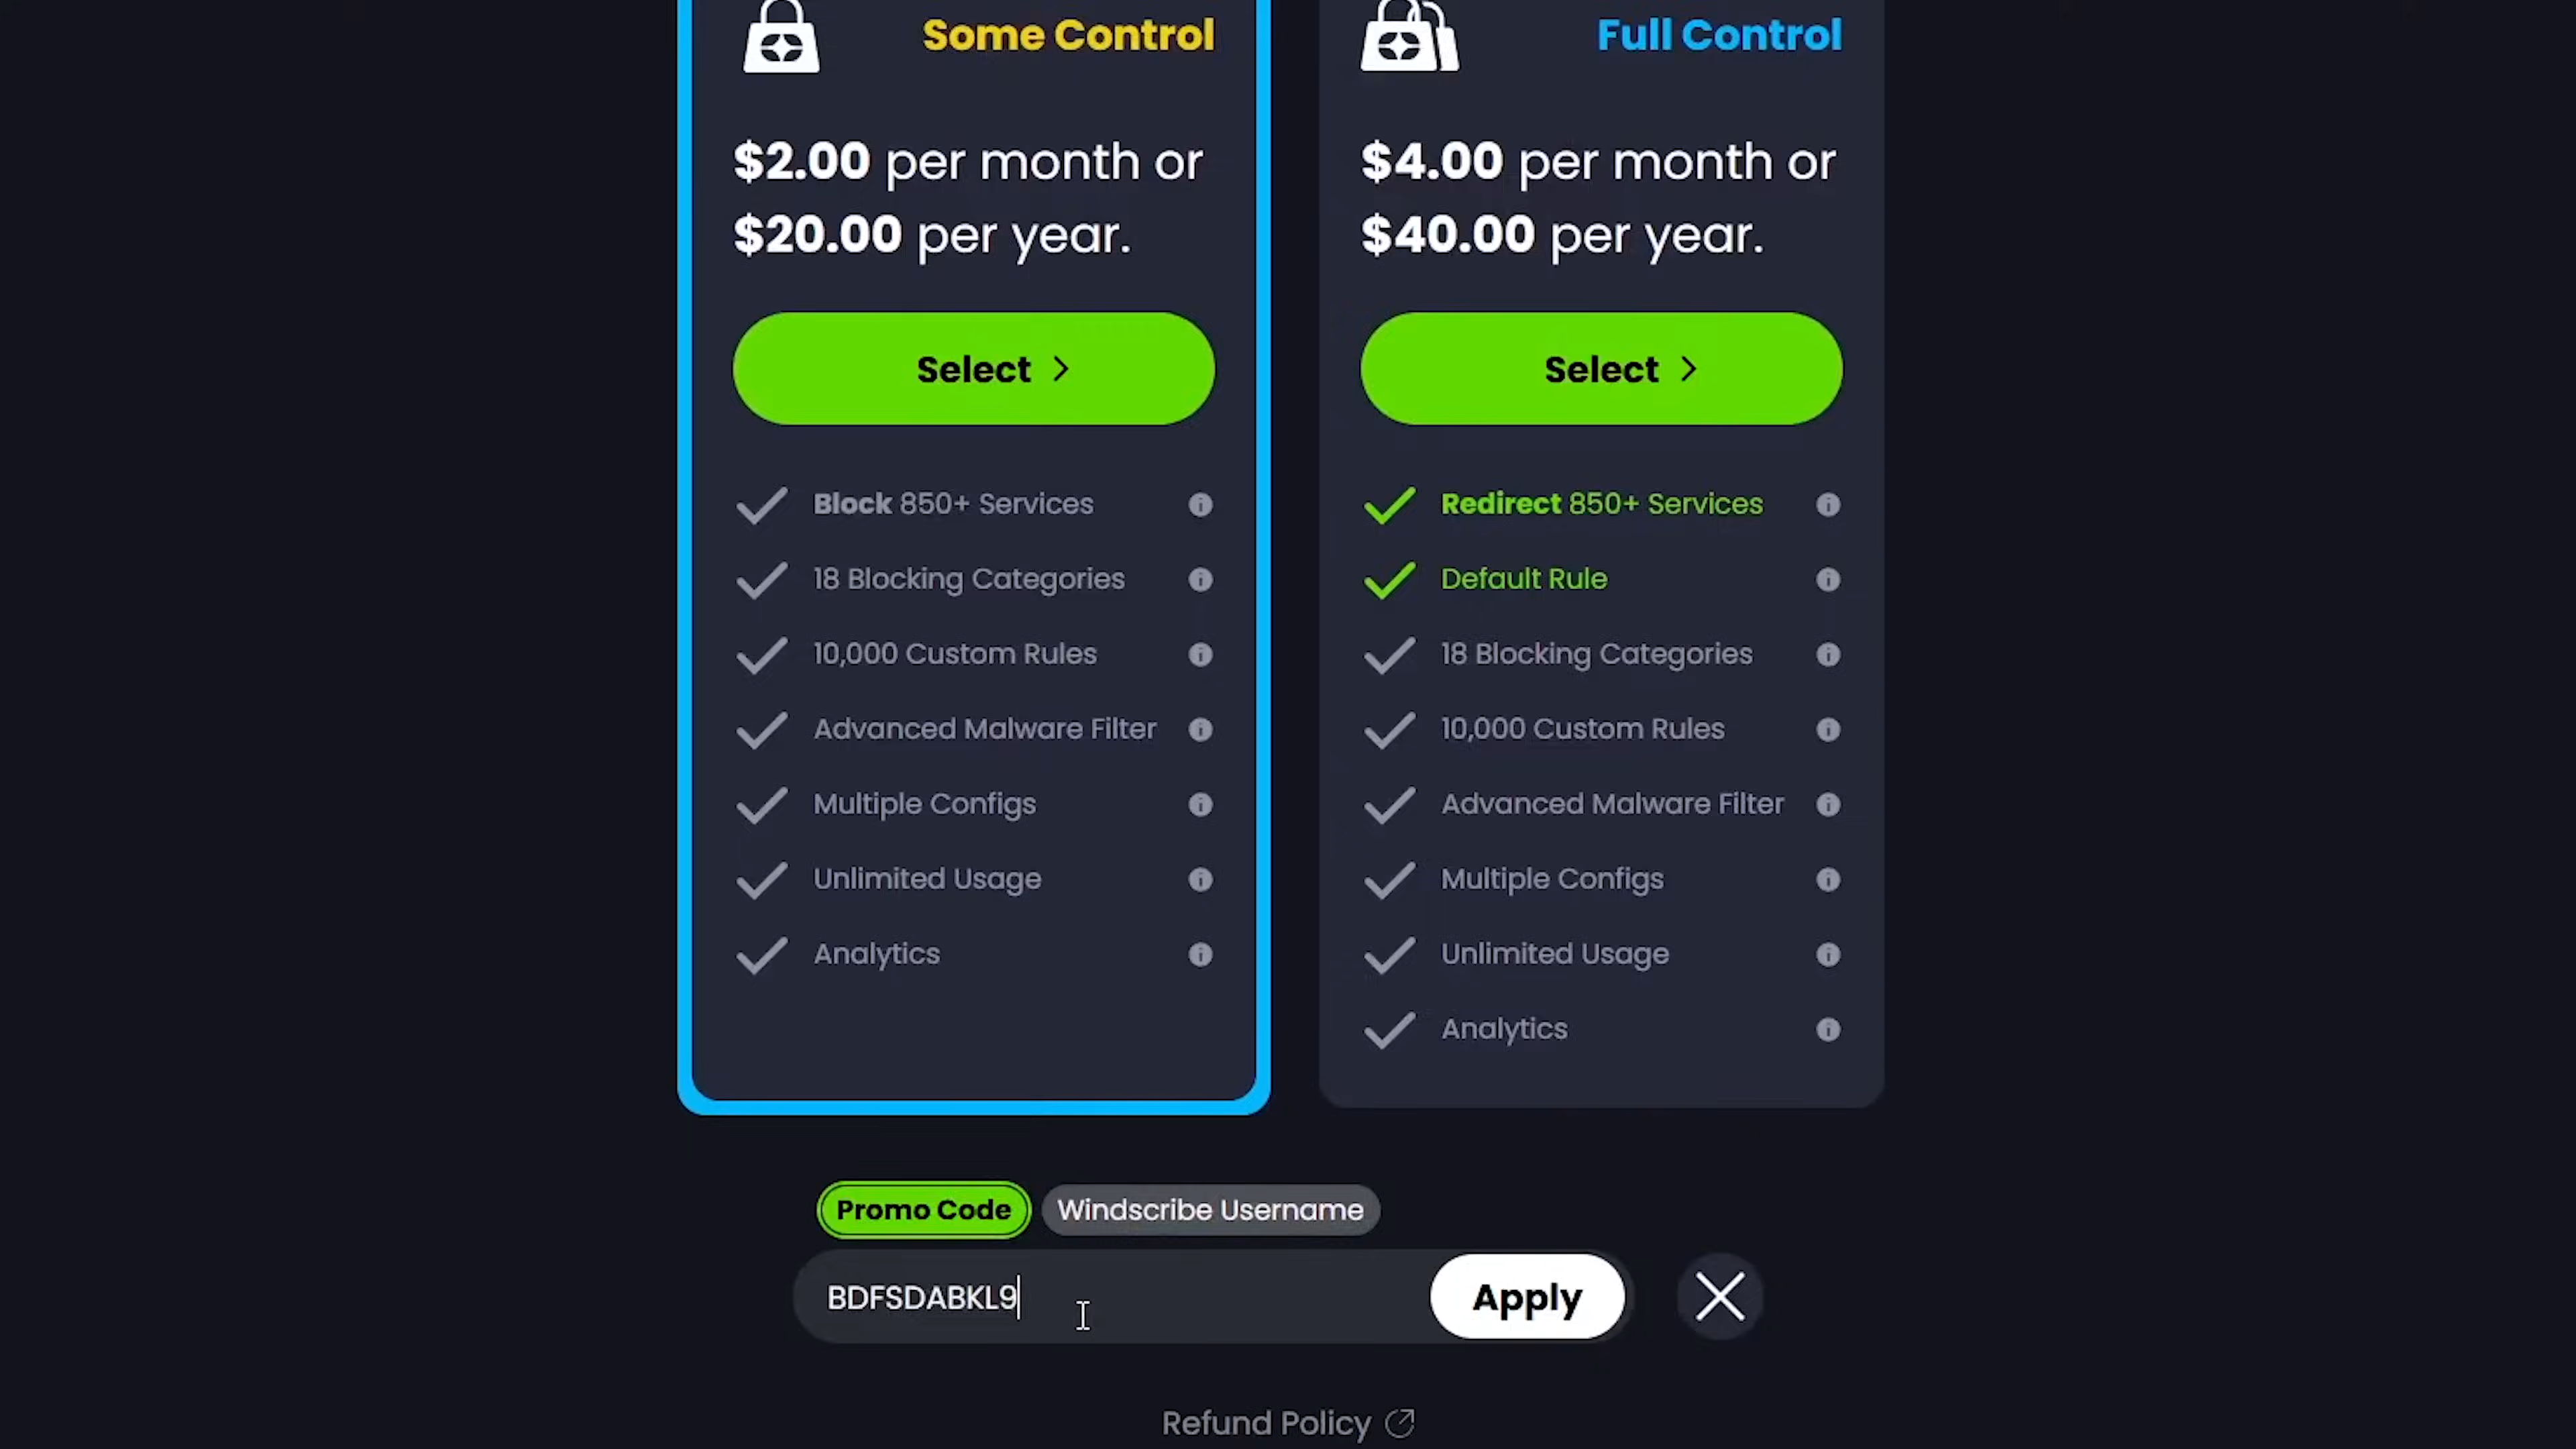 Some Control
$2.00 per month or
$20.00 per year.
Select
Block 850+ Services
18 Blocking Categories
10,000 Custom Rules
Advanced Malware Filter
Multiple Configs
Unlimited Usage
Analytics
Full Control
$4.00 per month or
$40.00 per year.
Select
Redirect 850+ Services
Default Rule
18 Blocking Categories
10,000 Custom Rules
Advanced Malware Filter
Multiple Configs
Unlimited Usage
Analytics
Promo Code Windscribe Username
BDFSDABKL9 Apply
Refund Policy